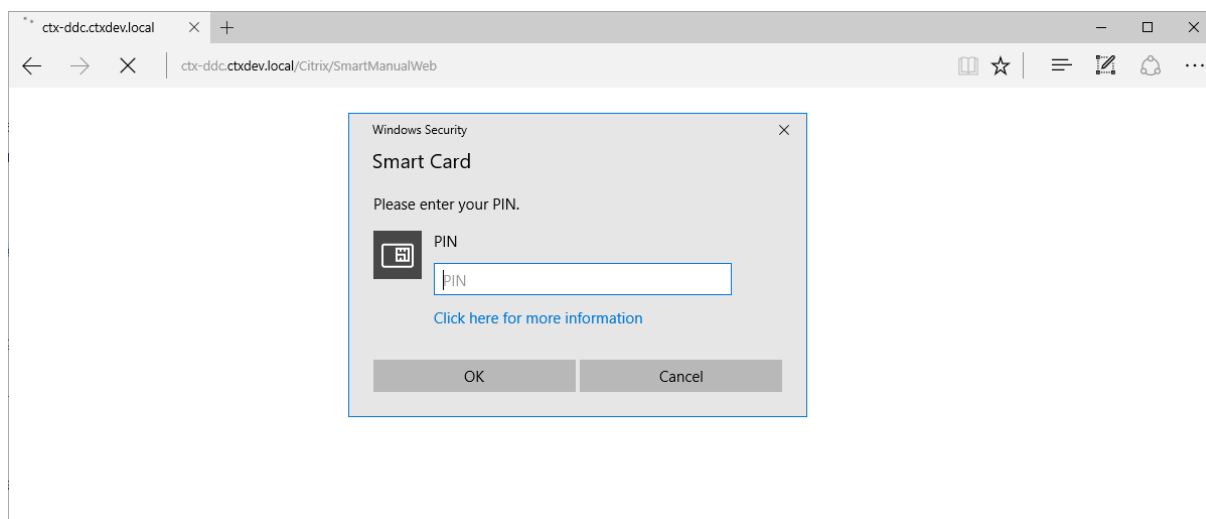 ctx-ddc.ctxdev.local
ctx-ddc.ctxdev.local/Citrix/SmartManualWeb
Windows Security
Smart Card
Please enter your PIN.
PIN
PIN
Click here for more information
OK Cancel